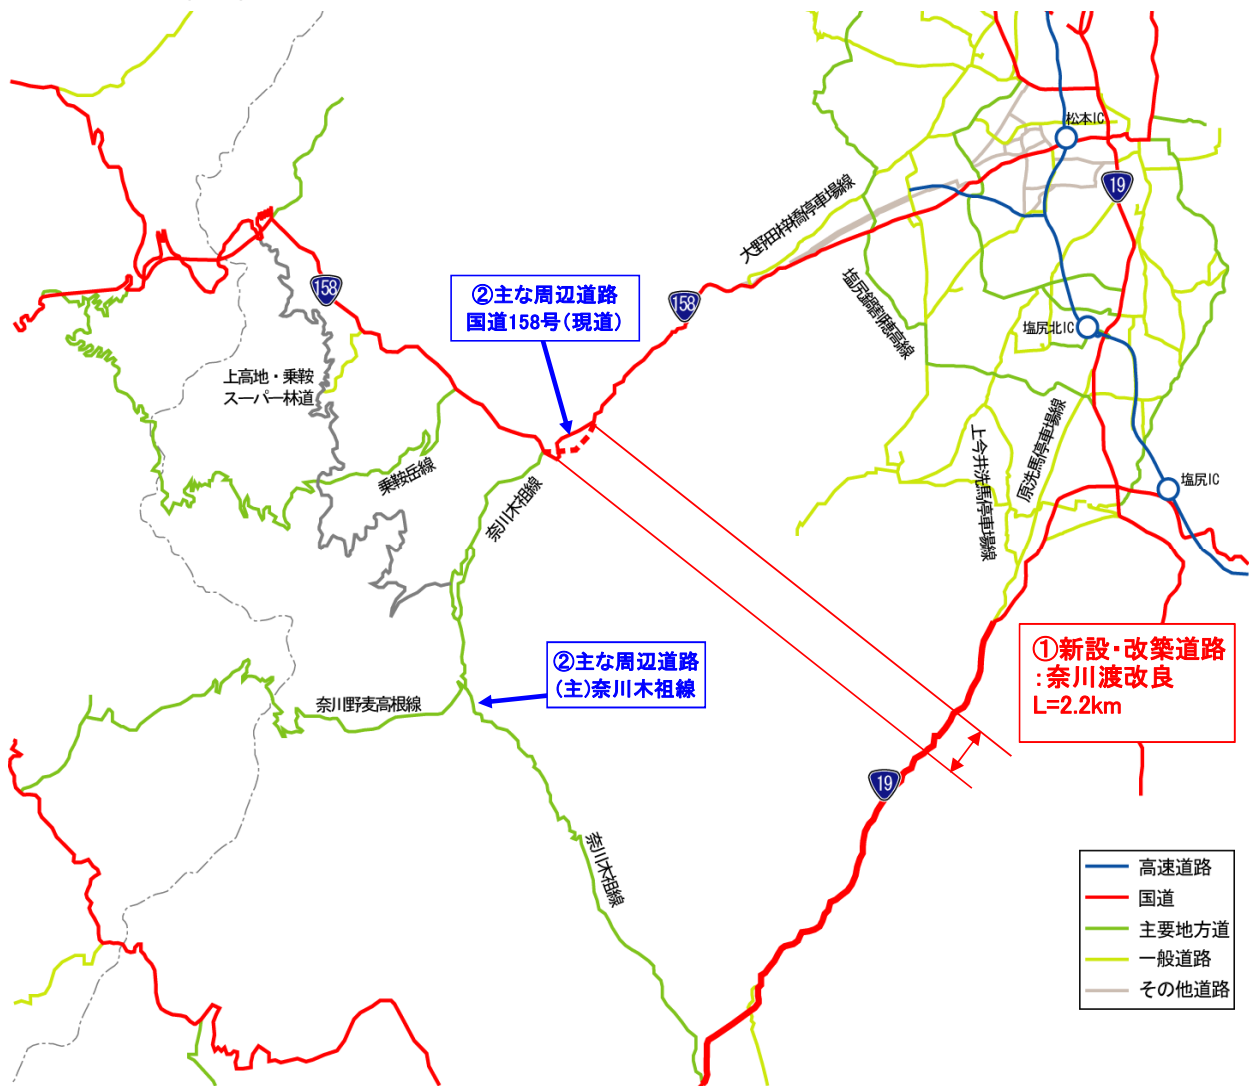 松本IC
19
大野田梓橋停車場線
158
②主な周辺道路
国道158号(現道)
158
塩尻鍋割穂高線
塩尻北IC
上高地・乗鞍
スーパー林道
乗鞍岳線
奈川木祖線
上今井洗馬停車場線
原洗馬停車場線
塩尻IC
①新設・改築道路
:奈川渡改良
L=2.2km
②主な周辺道路
(主)奈川木祖線
奈川野麦高根線
19
奈川木祖線
高速道路
国道
主要地方道
一般道路
その他道路